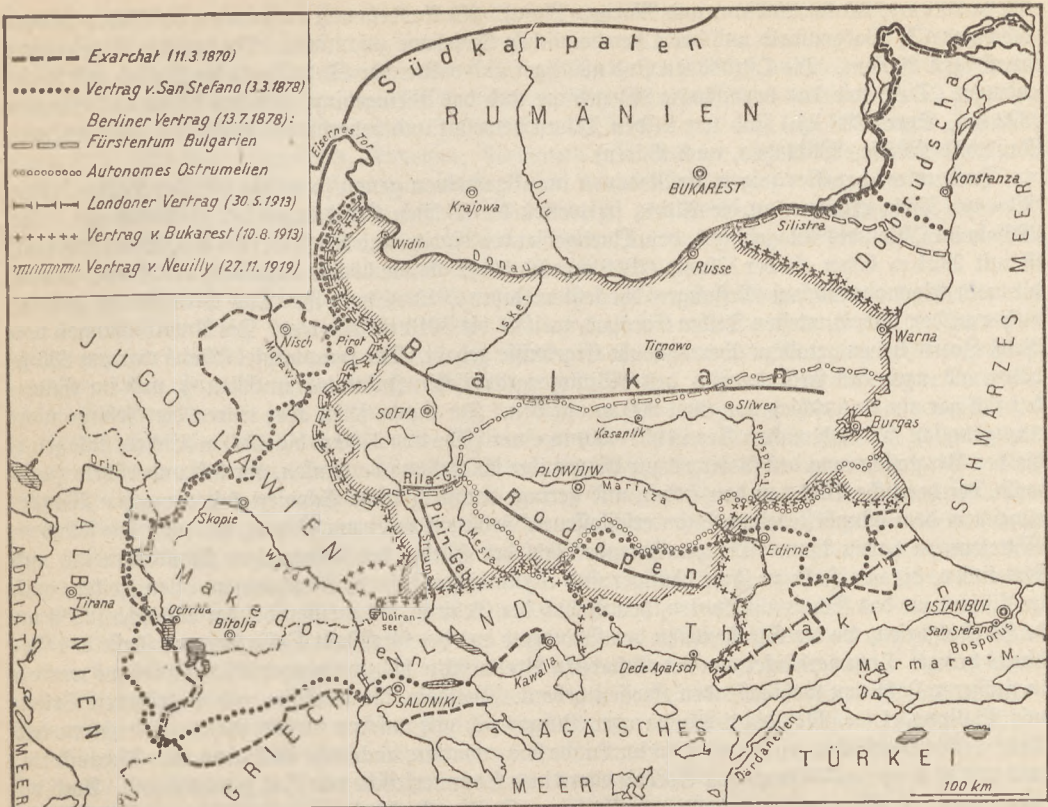 Exarchat (11.3.1870)
Vertrag v. San Stefano (3.3.1878)
Berliner Vertrag (13.7.1878):
Fürstentum Bulgarien
Autonomes Ostrumelien
Londoner Vertrag (30.5.1913)
Vertrag v. Bukarest (10.8.1913)
Vertrag v. Neuilly (27.11.1919)
Südkarpaten
RUMÄNIEN
Eisernes Tor
Dobrudscha
Konstanza
BUKAREST
Krajowa
Silistra
Widin
Donau
Russe
SCHWARZES MEER
Isker
Warna
Nisch
Pirot
Morawa
Tirnowo
Balkan
JUGOSLAWIEN
SOFIA
Sliwen
Kasanlik
Burgas
Drin
PLOWDIW
Maritza
Rila-G.
Skopie
Rodopen
Pirin-Geb.
Struma
Mesta
Edirne
ALBANIEN
ADRIAT. MEER
Makedonien
Tirana
Ochrida
Bitolja
Doiran-
See
Thrakien
ISTANBUL
San Stefano
Bosporus
Kawalla
Dede Agatsch
Marmara-M.
SALONIKI
GRIECHENLAND
ÄGÄISCHES
MEER
Dardanellen
TÜRKEI
100 km